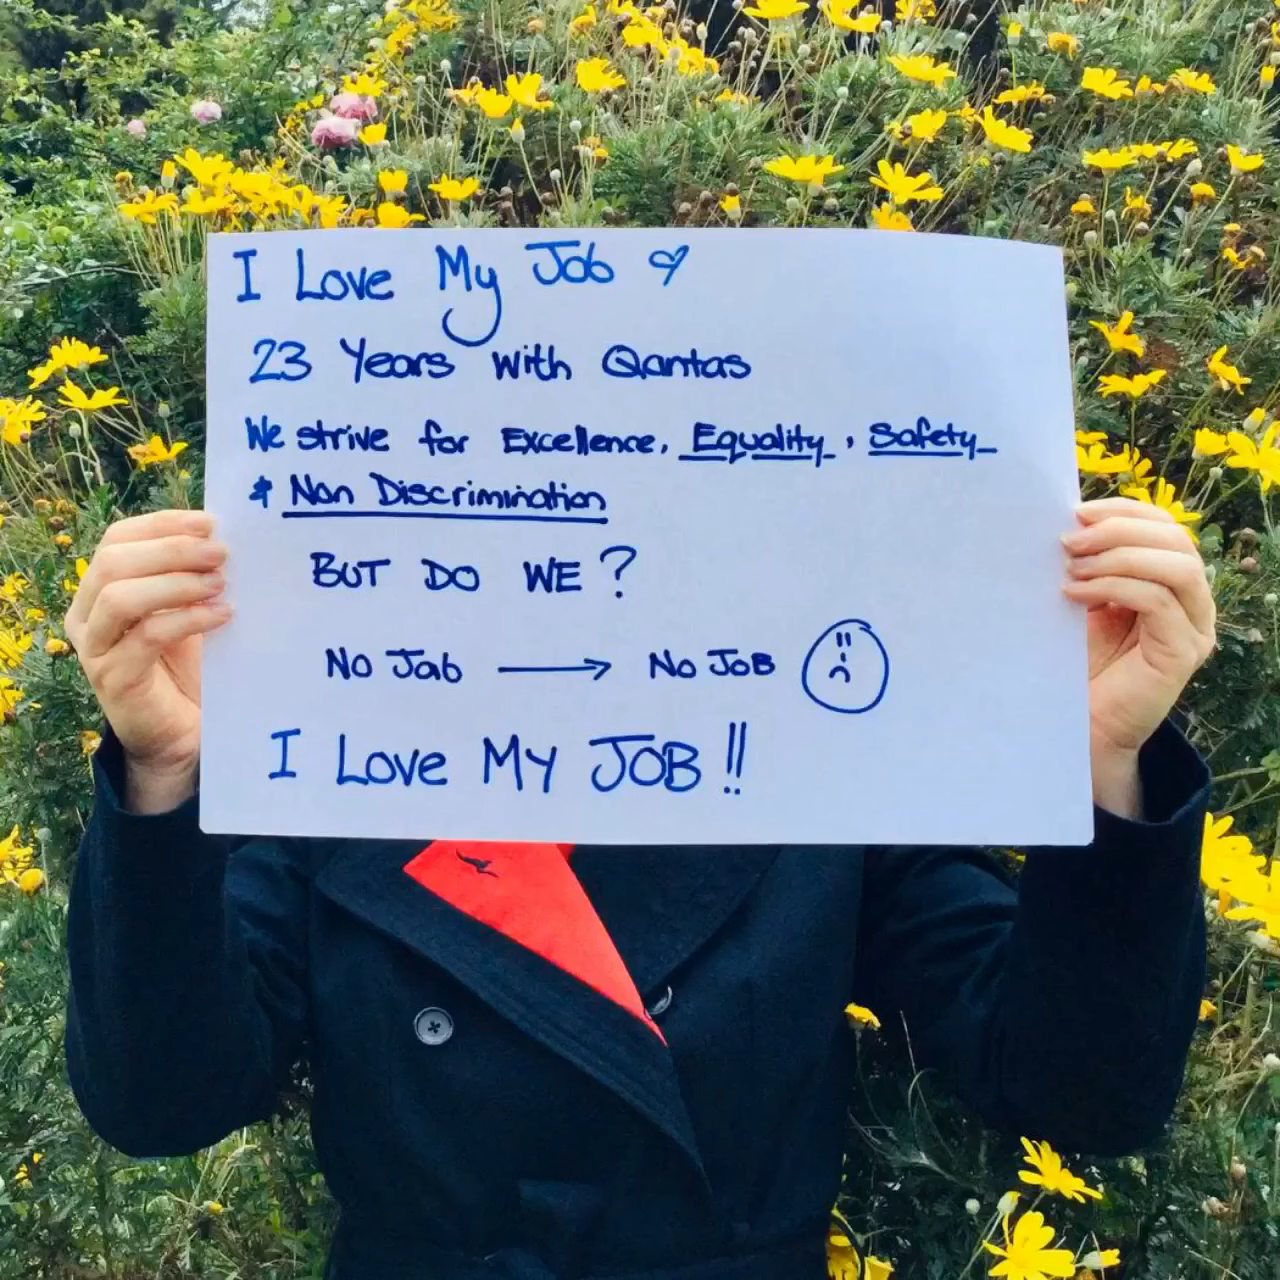 I Love My Job ♡
23 Years with Qantas
We strive for Excellence, Equality, Safety
& Non Discrimination
BUT DO WE?
No Jab → No JOB ☹
I Love MY JOB!!